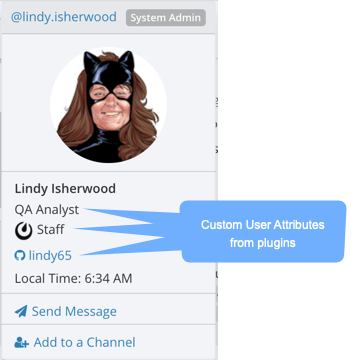 @lindy.isherwood System Admin
Lindy Isherwood
QA Analyst
Staff
lindy65
Local Time: 6:34 AM
Send Message
Add to a Channel
Custom User Attributes
from plugins